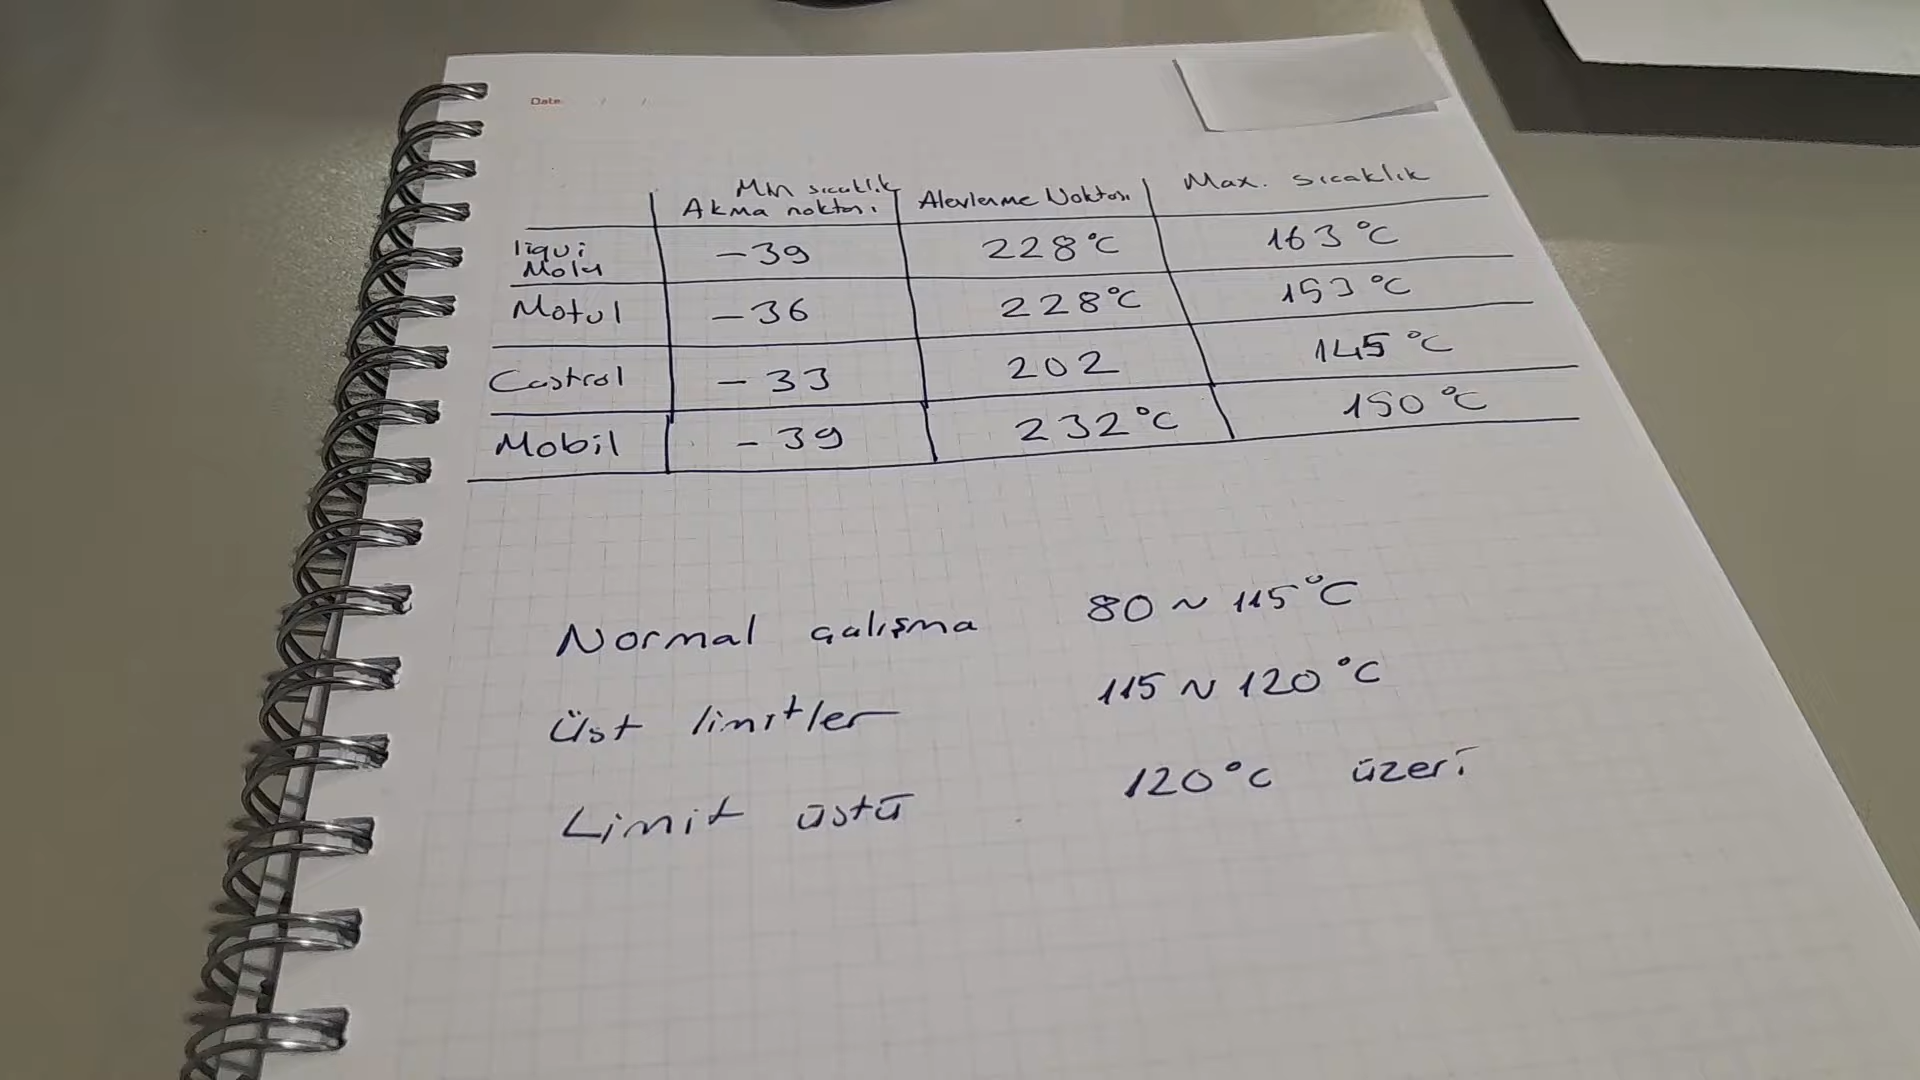 Date / /
Min sıcaklık
Akma noktası Alevlenme Noktası Max. sıcaklık
liqui Moly -39 228°C 163°C
Motul -36 228°C 153°C
Castrol -33 202 145°C
Mobil -39 232°C 150°C
Normal çalışma 80 ~ 115°C
üst limitler 115 ~ 120°C
Limit üstü 120°C üzeri